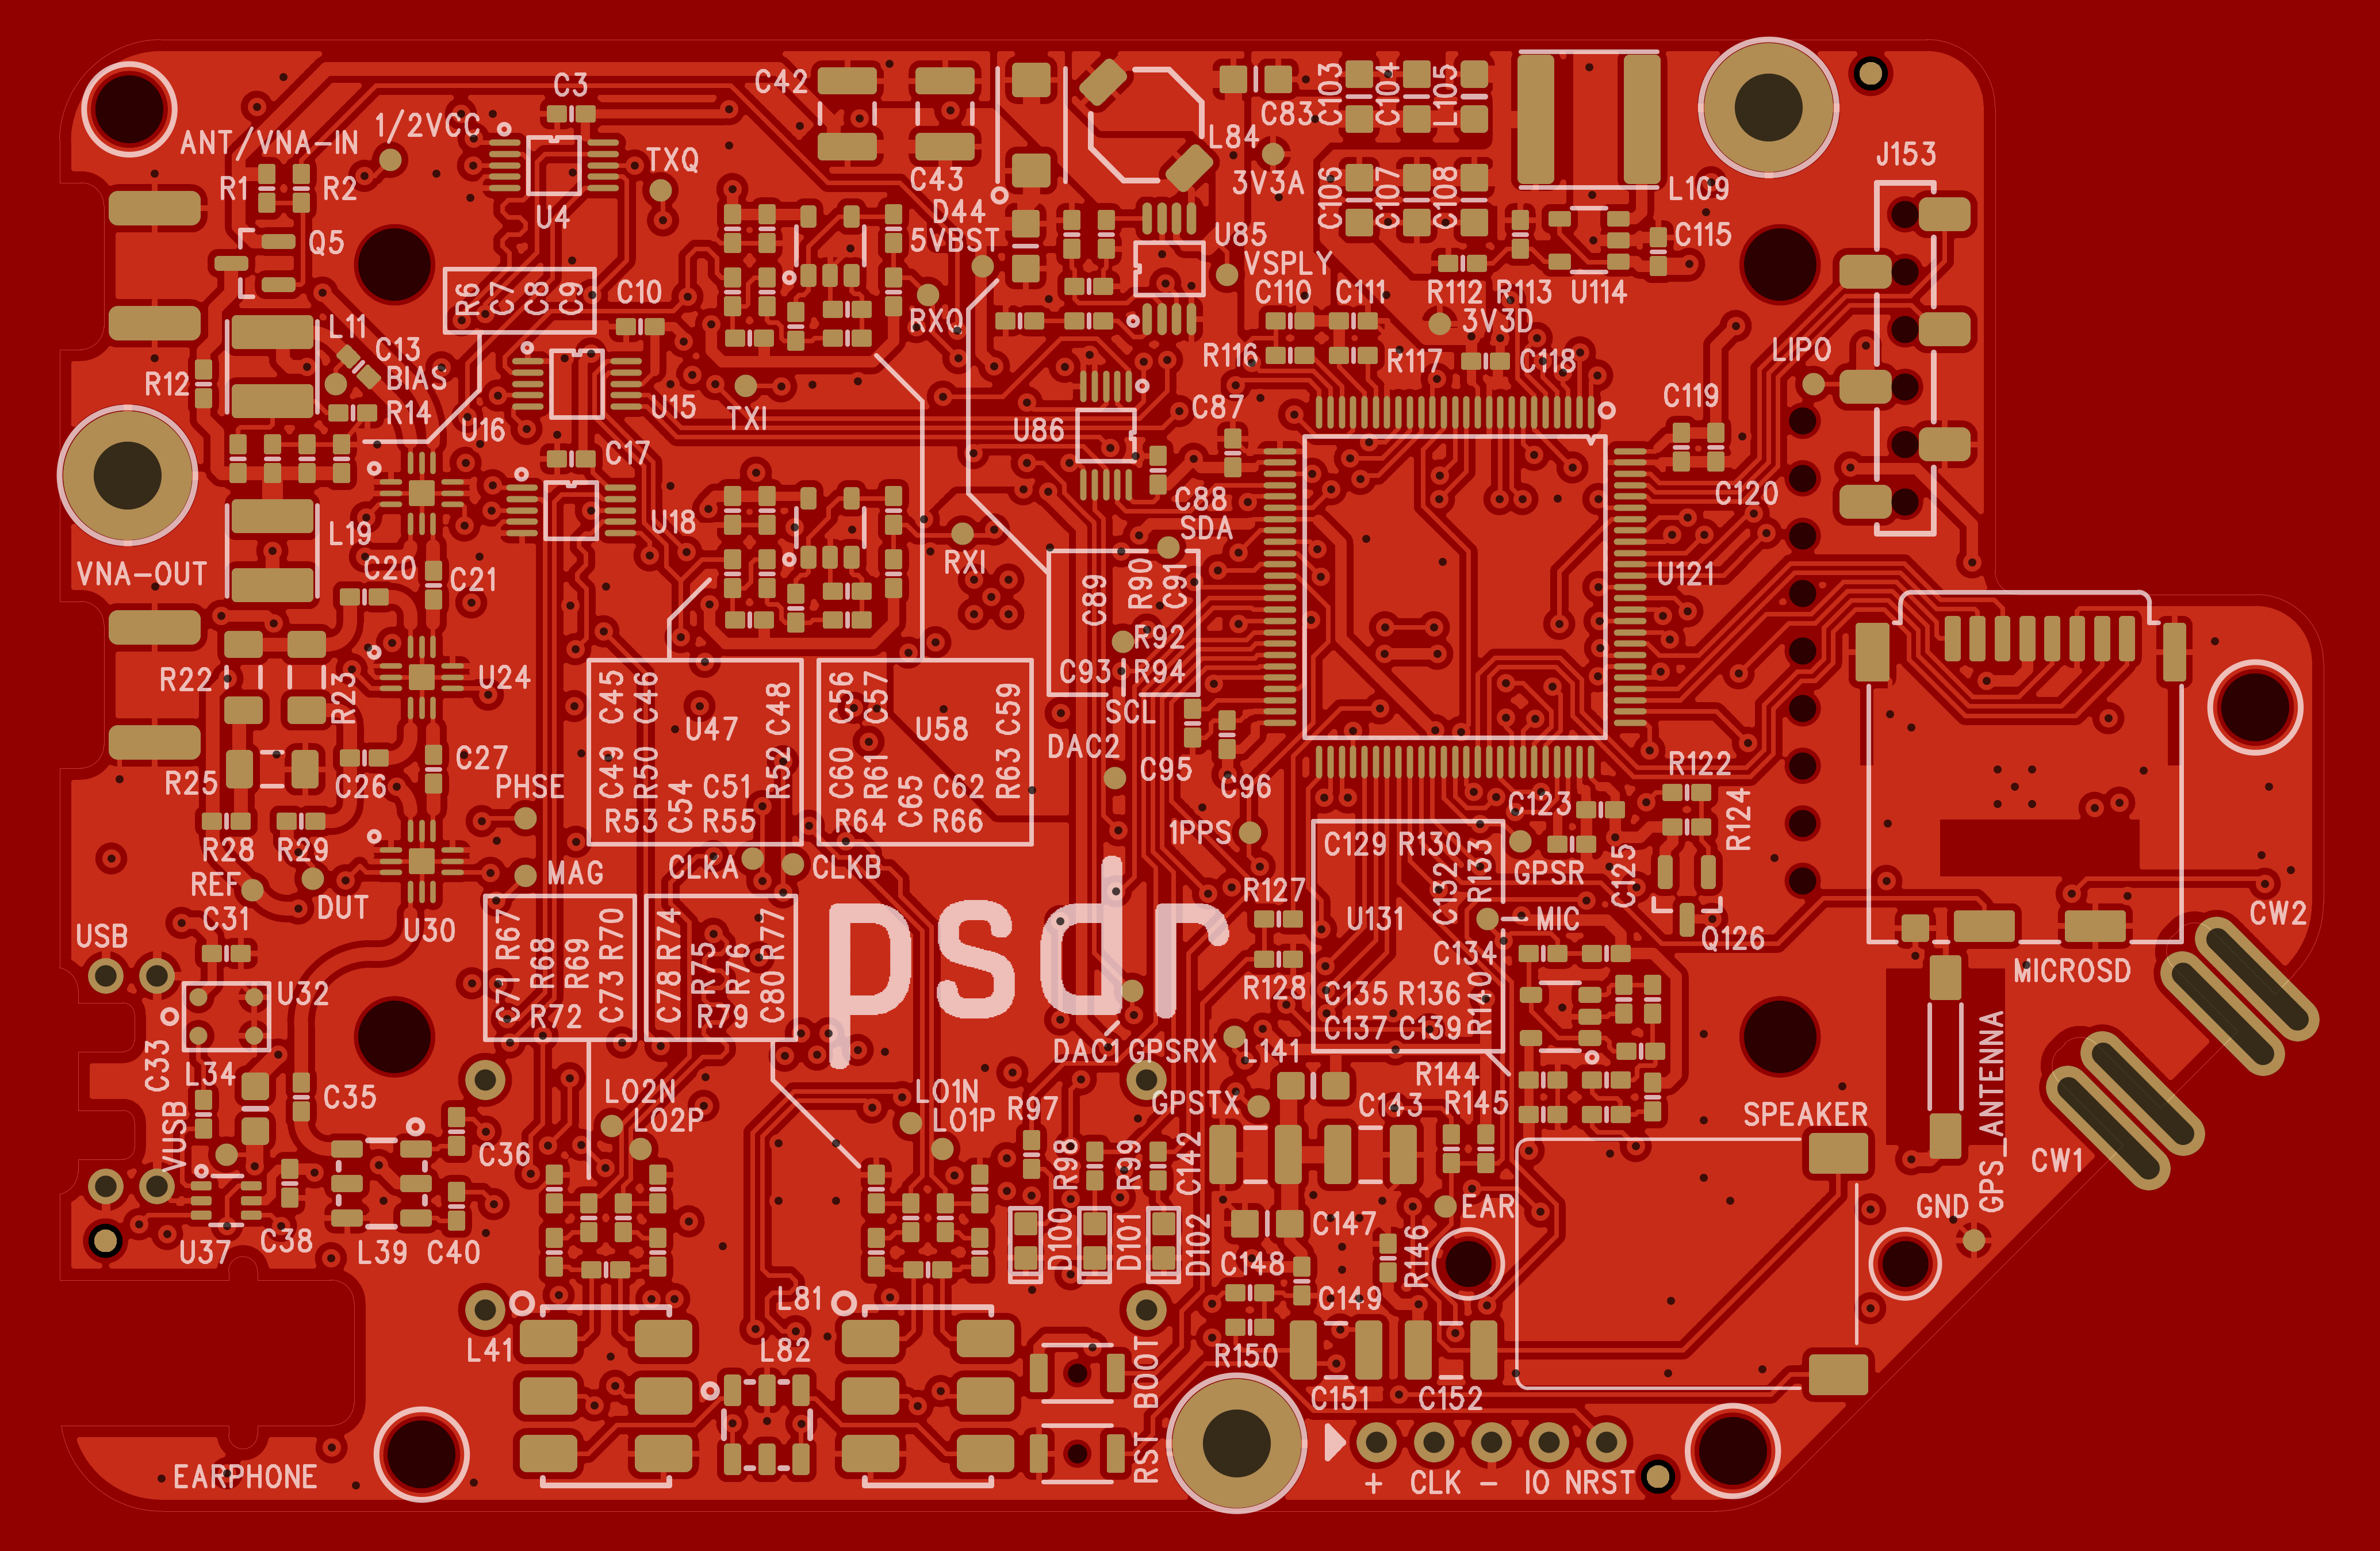 C3
C42
C83
C103
C104
L105
L84
1/2VCC
ANT/VNA-IN
TXQ
3V3A
J153
R1
R2
C43
C106
C107
C108
L109
U4
D44
5VBST
U85
C115
Q5
VSPLY
R6
C7
C8
C9
C10
C110
C111
R112
R113
U114
L11
RXQ
3V3D
C13
BIAS
R12
R116
R117
C118
LIPO
R14
U15
TXI
C87
C119
U16
U86
C17
C88
C120
L19
U18
SDA
VNA-OUT
C20
C21
RXI
U121
C89
R90
C91
R92
R22
R23
U24
C93
R94
C45
C46
U47
C48
C56
C57
U58
C59
SCL
DAC2
R25
C26
C27
PHSE
C49
R50
C51
R52
C60
R61
C62
R63
C95
C96
R122
R53
C54
R55
R64
C65
R66
1PPS
C123
R124
R28
R29
C129
R130
REF
MAG
CLKA
CLKB
GPSR
C125
DUT
R127
C132
R133
CW2
C31
USB
U30
R67
R68
R69
R70
R74
R75
R76
R77
psdr
U131
MIC
Q126
C134
MICROSD
U32
C71
R72
C73
C78
R79
C80
R128
C135
R136
C137
C139
R140
C33
L34
DAC1
GPSRX
L141
C35
LO2N
LO2P
LO1N
LO1P
R97
GPSTX
C143
R144
R145
SPEAKER
GPS_ANTENNA
VUSB
C36
R98
R99
C142
CW1
U37
C38
L39
C40
D100
D101
D102
C147
EAR
GND
C148
R146
L81
C149
L41
L82
BOOT
R150
C151
C152
EARPHONE
RST
+ CLK - IO NRST